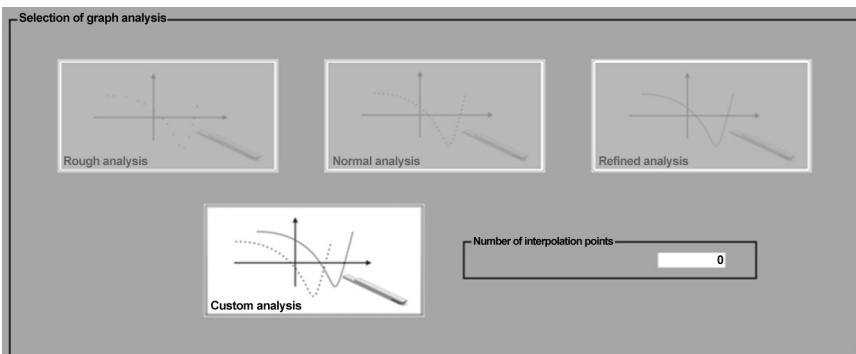 Selection of graph analysis
Rough analysis
Normal analysis
Refined analysis
Custom analysis
Number of interpolation points
0